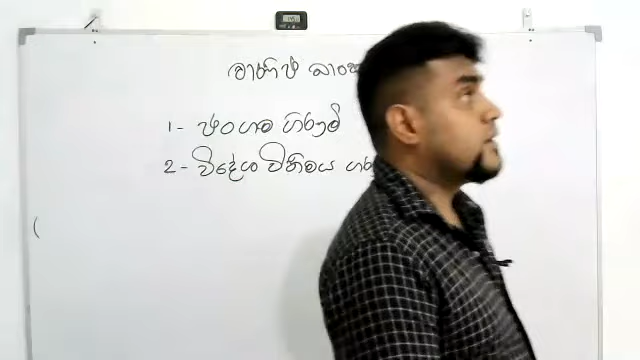 වාණිජ බැංකු
1 - ජංගම ගිණුම්
2 - විදේශ විනිමය
(